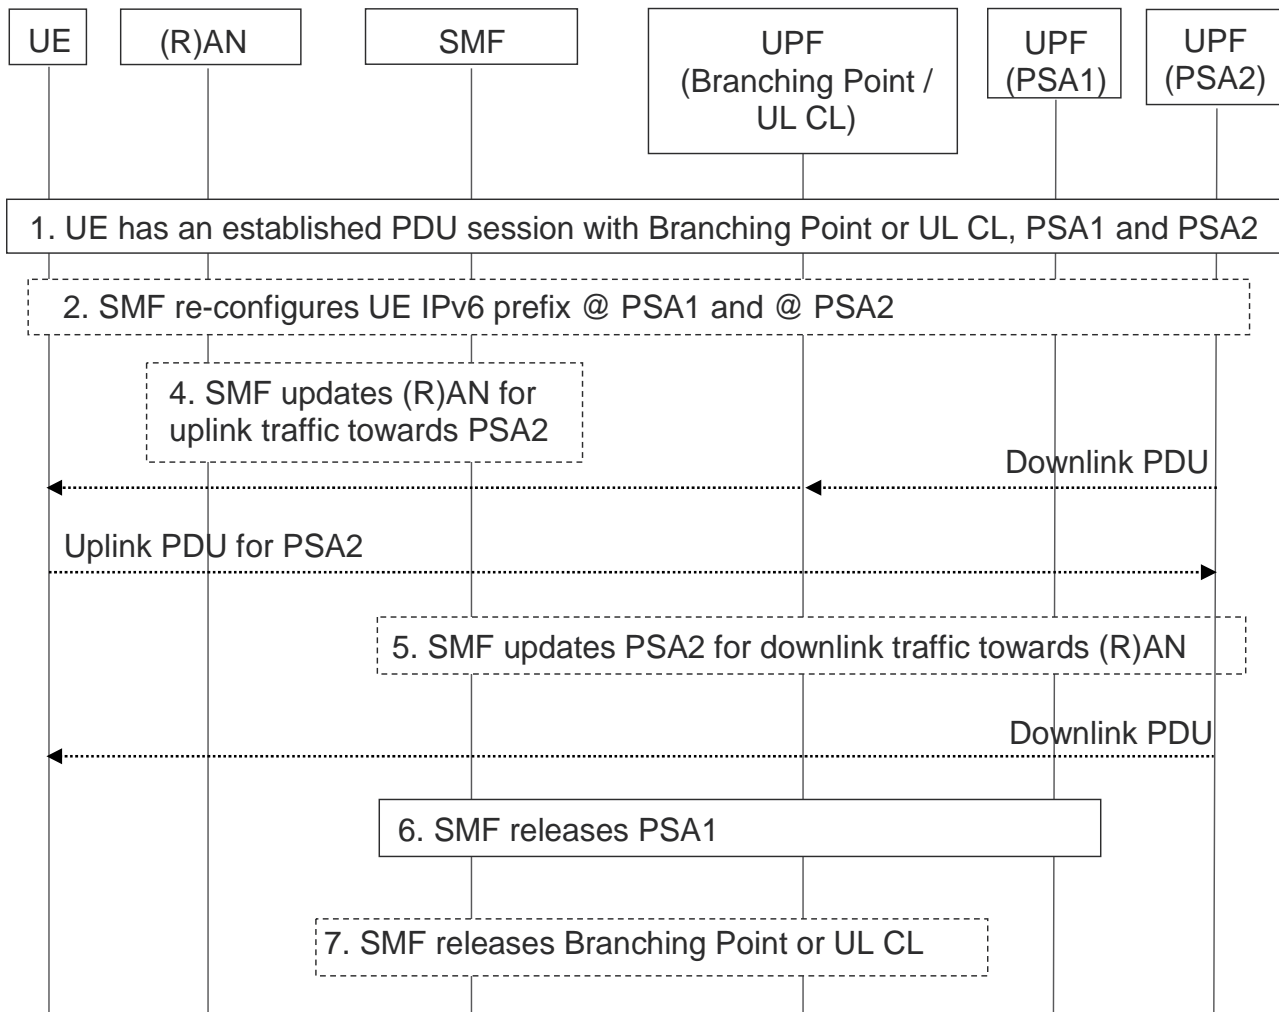 UE
(R)AN
SMF
UPF
(Branching Point /
UL CL)
UPF
(PSA1)
UPF
(PSA2)
1. UE has an established PDU session with Branching Point or UL CL, PSA1 and PSA2
2. SMF re-configures UE IPv6 prefix @ PSA1 and @ PSA2
4. SMF updates (R)AN for
uplink traffic towards PSA2
Downlink PDU
Uplink PDU for PSA2
5. SMF updates PSA2 for downlink traffic towards (R)AN
Downlink PDU
6. SMF releases PSA1
7. SMF releases Branching Point or UL CL